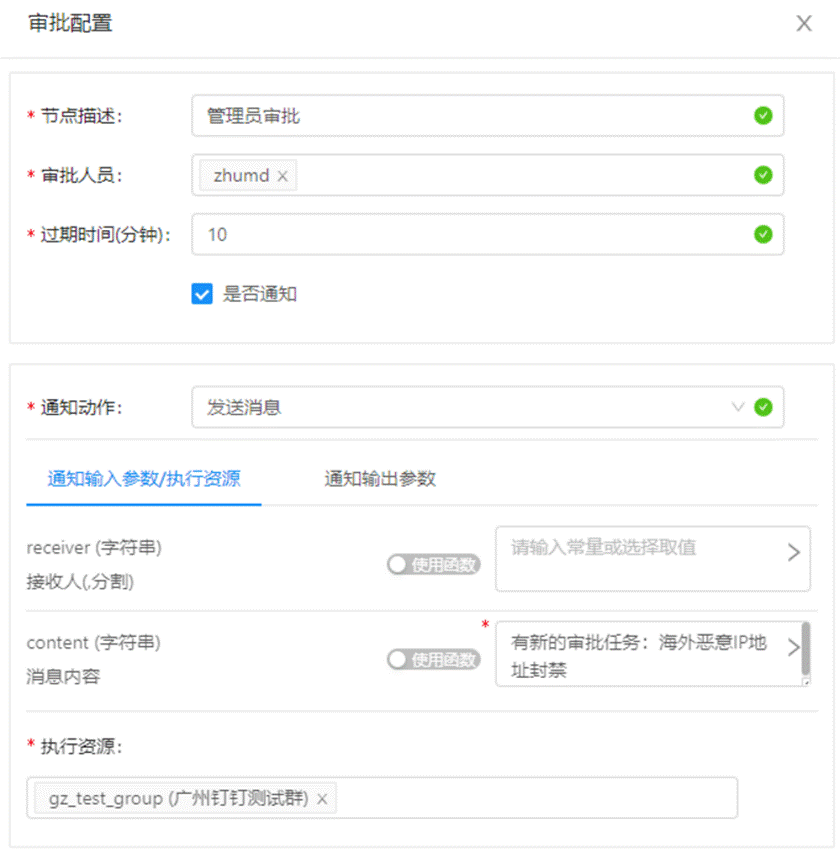 审批配置
* 节点描述: 管理员审批
* 审批人员: zhumd
* 过期时间(分钟): 10
是否通知
* 通知动作: 发送消息
通知输入参数/执行资源 通知输出参数
receiver (字符串)
接收人(,分割)
使用函数
请输入常量或选择取值
content (字符串)
消息内容
使用函数
* 有新的审批任务：海外恶意IP地
址封禁
* 执行资源:
gz_test_group (广州钉钉测试群)